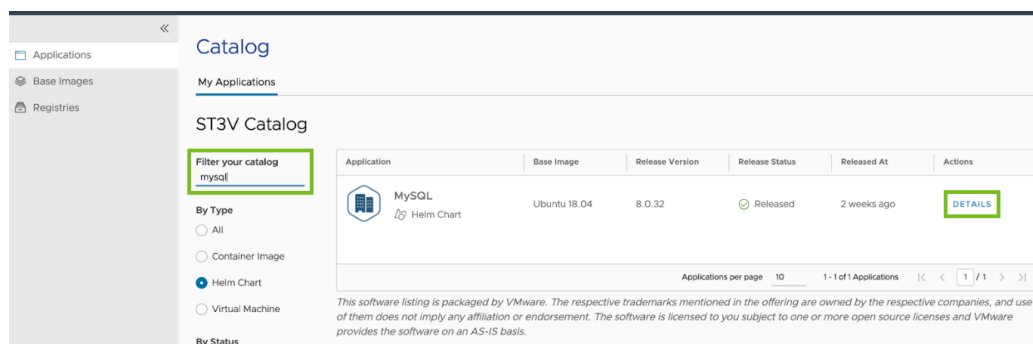 Applications
Base Images
Registries
Catalog
My Applications
ST3V Catalog
Filter your catalog
mysql
By Type
All
Container Image
Helm Chart
Virtual Machine
By Status
Application Base Image Release Version Release Status Released At Actions
MySQL
Helm Chart
Ubuntu 18.04 8.0.32 Released 2 weeks ago DETAILS
Applications per page 10 1 - 1 of 1 Applications 1 / 1
This software listing is packaged by VMware. The respective trademarks mentioned in the offering are owned by the respective companies, and use
of them does not imply any affiliation or endorsement. The software is licensed to you subject to one or more open source licenses and VMware
provides the software on an AS-IS basis.